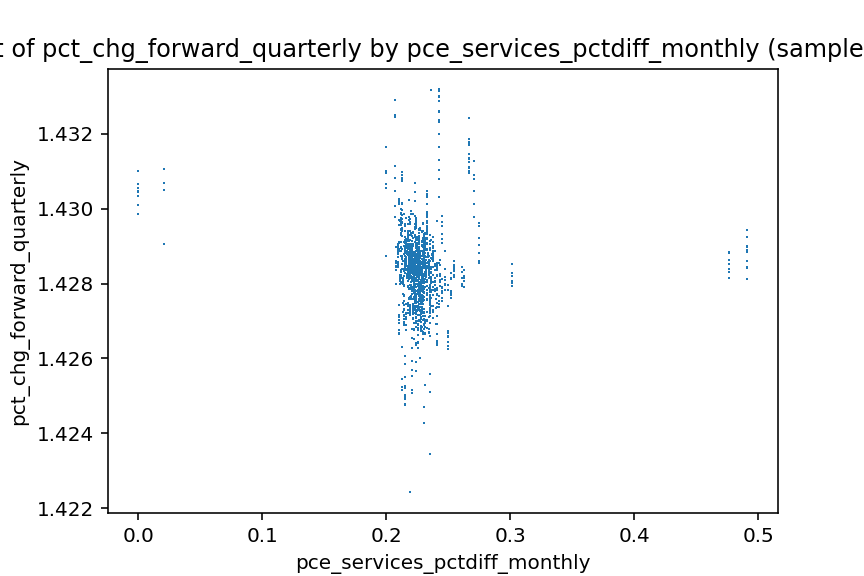 t of pct_chg_forward_quarterly by pce_services_pctdiff_monthly (sample
1.432
1.430
1.428
1.426
1.424
1.422
pct_chg_forward_quarterly
0.0 0.1 0.2 0.3 0.4 0.5
pce_services_pctdiff_monthly